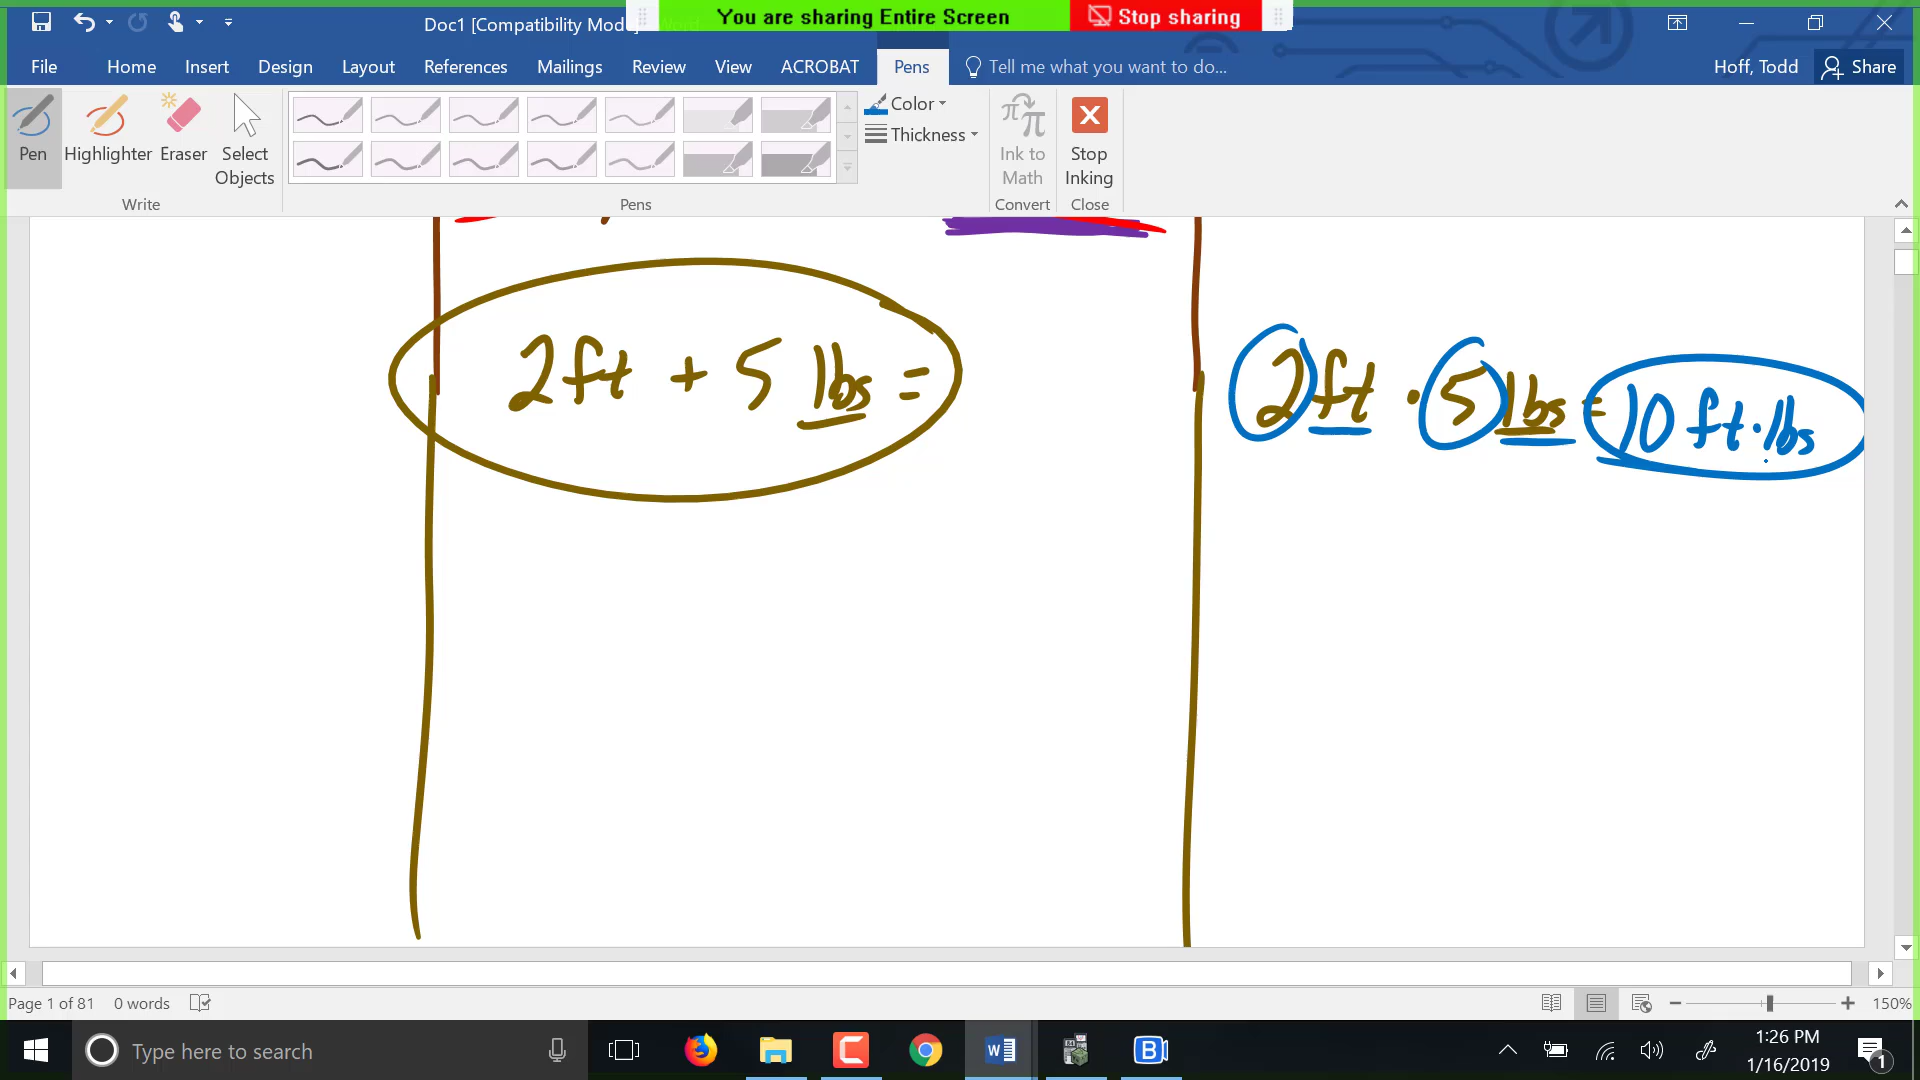 Doc1 [Compatibility Mod
You are sharing Entire Screen
Stop sharing
File Home Insert Design Layout References Mailings Review View ACROBAT Pens Tell me what you want to do... Hoff, Todd Share
Pen Highlighter Eraser Select Objects
Color
Thickness
Ink to Math
Stop Inking
Write Pens Convert Close
2ft + 5 lbs =
2ft · 5 lbs = 10 ft·lbs
Page 1 of 81 0 words 150%
Type here to search
1:26 PM
1/16/2019
1